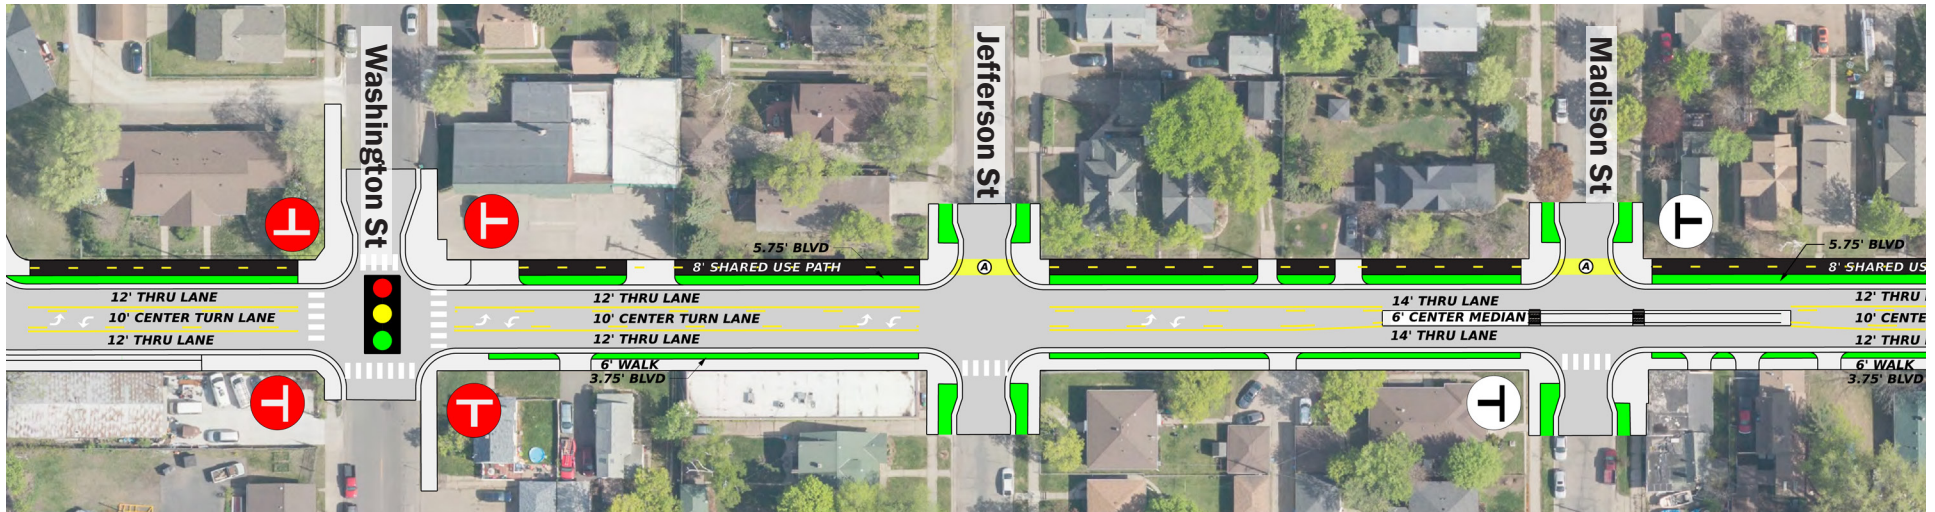 Washington St
Jefferson St
Madison St
T
T
T
5.75' BLVD
5.75' BLVD
8' SHARED USE PATH
A
A
8' SHARED US
12' THRU LANE
12' THRU LANE
14' THRU LANE
12' THRU
10' CENTER TURN LANE
10' CENTER TURN LANE
6' CENTER MEDIAN
10' CENTE
12' THRU LANE
12' THRU LANE
14' THRU LANE
12' THRU
6' WALK
6' WALK
3.75' BLVD
3.75' BLVD
T
T
T